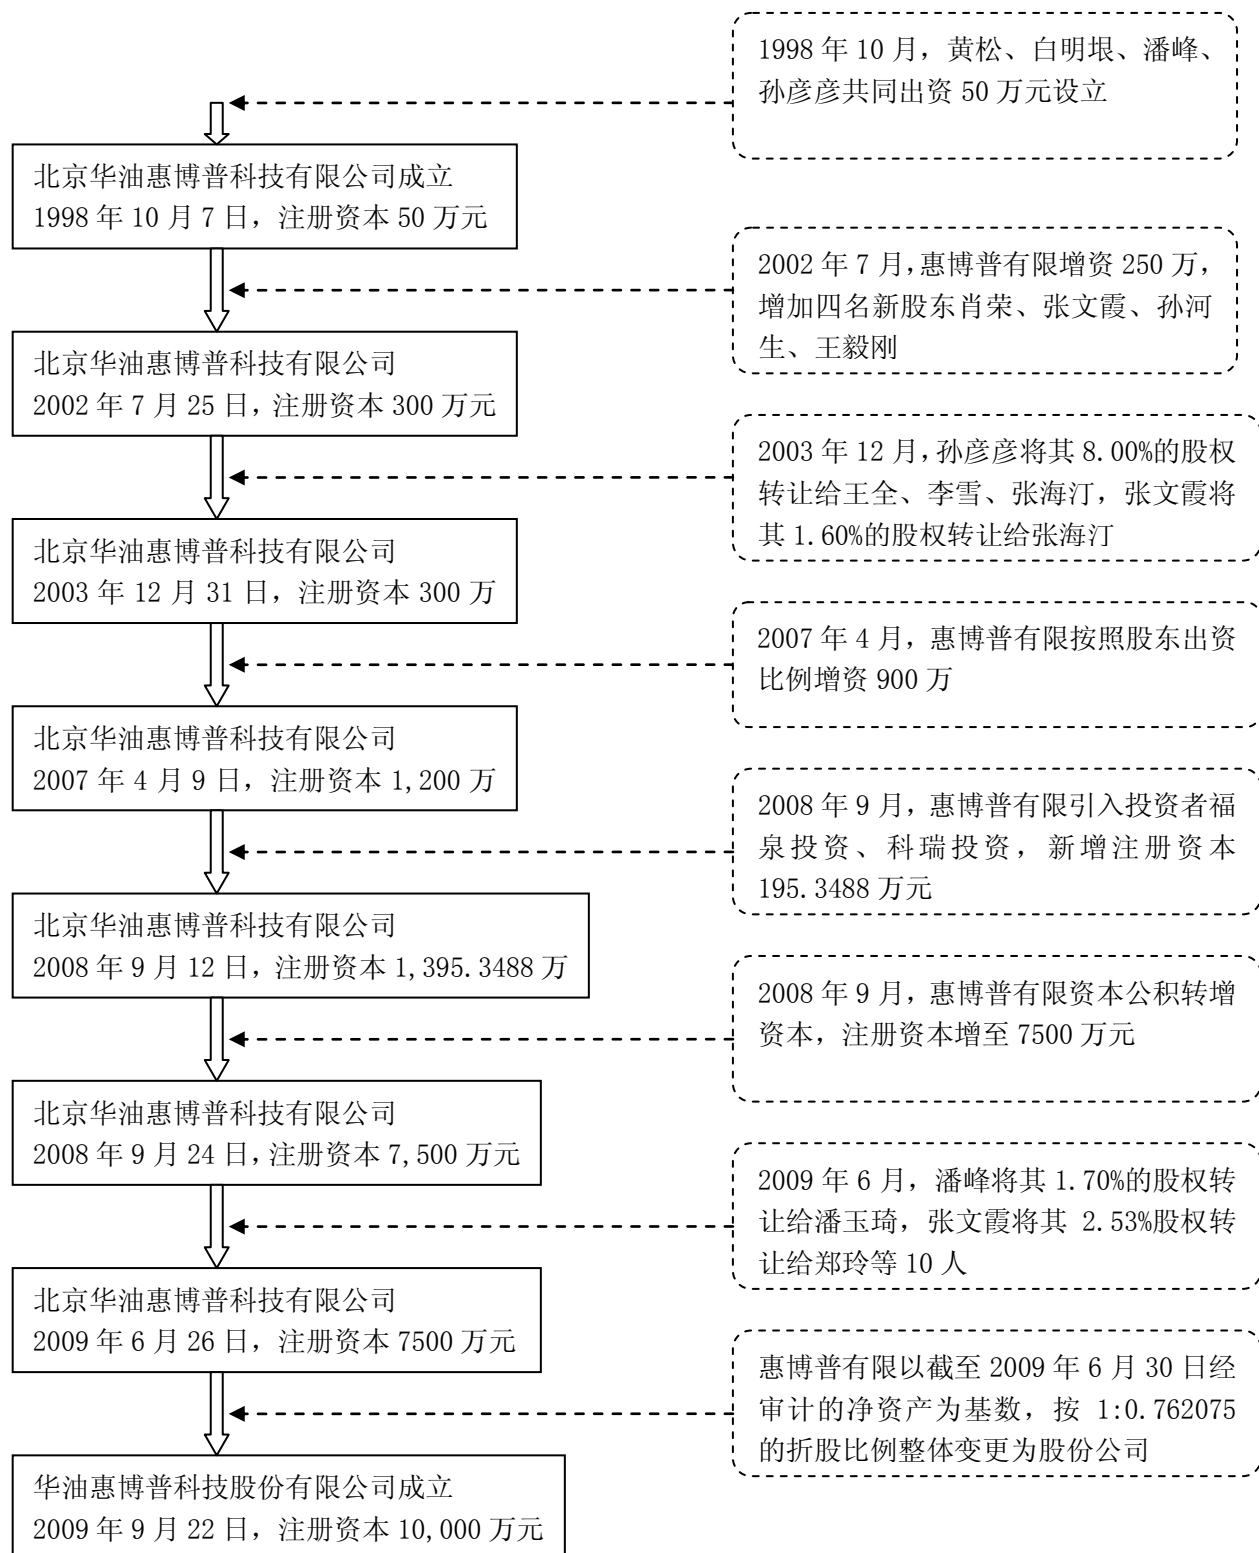 1998 年 10 月，黄松、白明垠、潘峰、
孙彦彦共同出资 50 万元设立
北京华油惠博普科技有限公司成立
1998 年 10 月 7 日，注册资本 50 万元
2002 年 7 月，惠博普有限增资 250 万，
增加四名新股东肖荣、张文霞、孙河
生、王毅刚
北京华油惠博普科技有限公司
2002 年 7 月 25 日，注册资本 300 万元
2003 年 12 月，孙彦彦将其 8.00%的股权
转让给王全、李雪、张海汀，张文霞将
其 1.60%的股权转让给张海汀
北京华油惠博普科技有限公司
2003 年 12 月 31 日，注册资本 300 万
2007 年 4 月，惠博普有限按照股东出资
比例增资 900 万
北京华油惠博普科技有限公司
2007 年 4 月 9 日，注册资本 1,200 万
2008 年 9 月，惠博普有限引入投资者福
泉投资、科瑞投资，新增注册资本
195.3488 万元
北京华油惠博普科技有限公司
2008 年 9 月 12 日，注册资本 1,395.3488 万
2008 年 9 月，惠博普有限资本公积转增
资本，注册资本增至 7500 万元
北京华油惠博普科技有限公司
2008 年 9 月 24 日，注册资本 7,500 万元
2009 年 6 月，潘峰将其 1.70%的股权转
让给潘玉琦，张文霞将其 2.53%股权转
让给郑玲等 10 人
北京华油惠博普科技有限公司
2009 年 6 月 26 日，注册资本 7500 万元
惠博普有限以截至 2009 年 6 月 30 日经
审计的净资产为基数，按 1:0.762075
的折股比例整体变更为股份公司
华油惠博普科技股份有限公司成立
2009 年 9 月 22 日，注册资本 10,000 万元